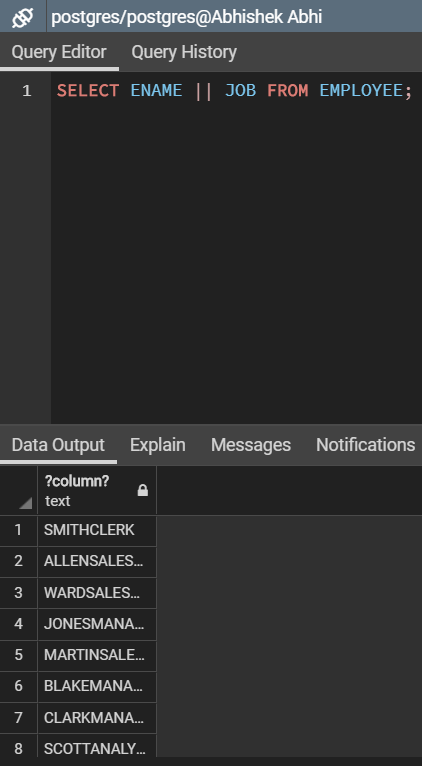 postgres/postgres@Abhishek Abhi
Query Editor Query History
1 SELECT ENAME || JOB FROM EMPLOYEE;
Data Output Explain Messages Notifications
?column?
text
1 SMITHCLERK
2 ALLENSALES...
3 WARDSALES...
4 JONESMANA...
5 MARTINSALE...
6 BLAKEMANA...
7 CLARKMANA...
8 SCOTTANALY...